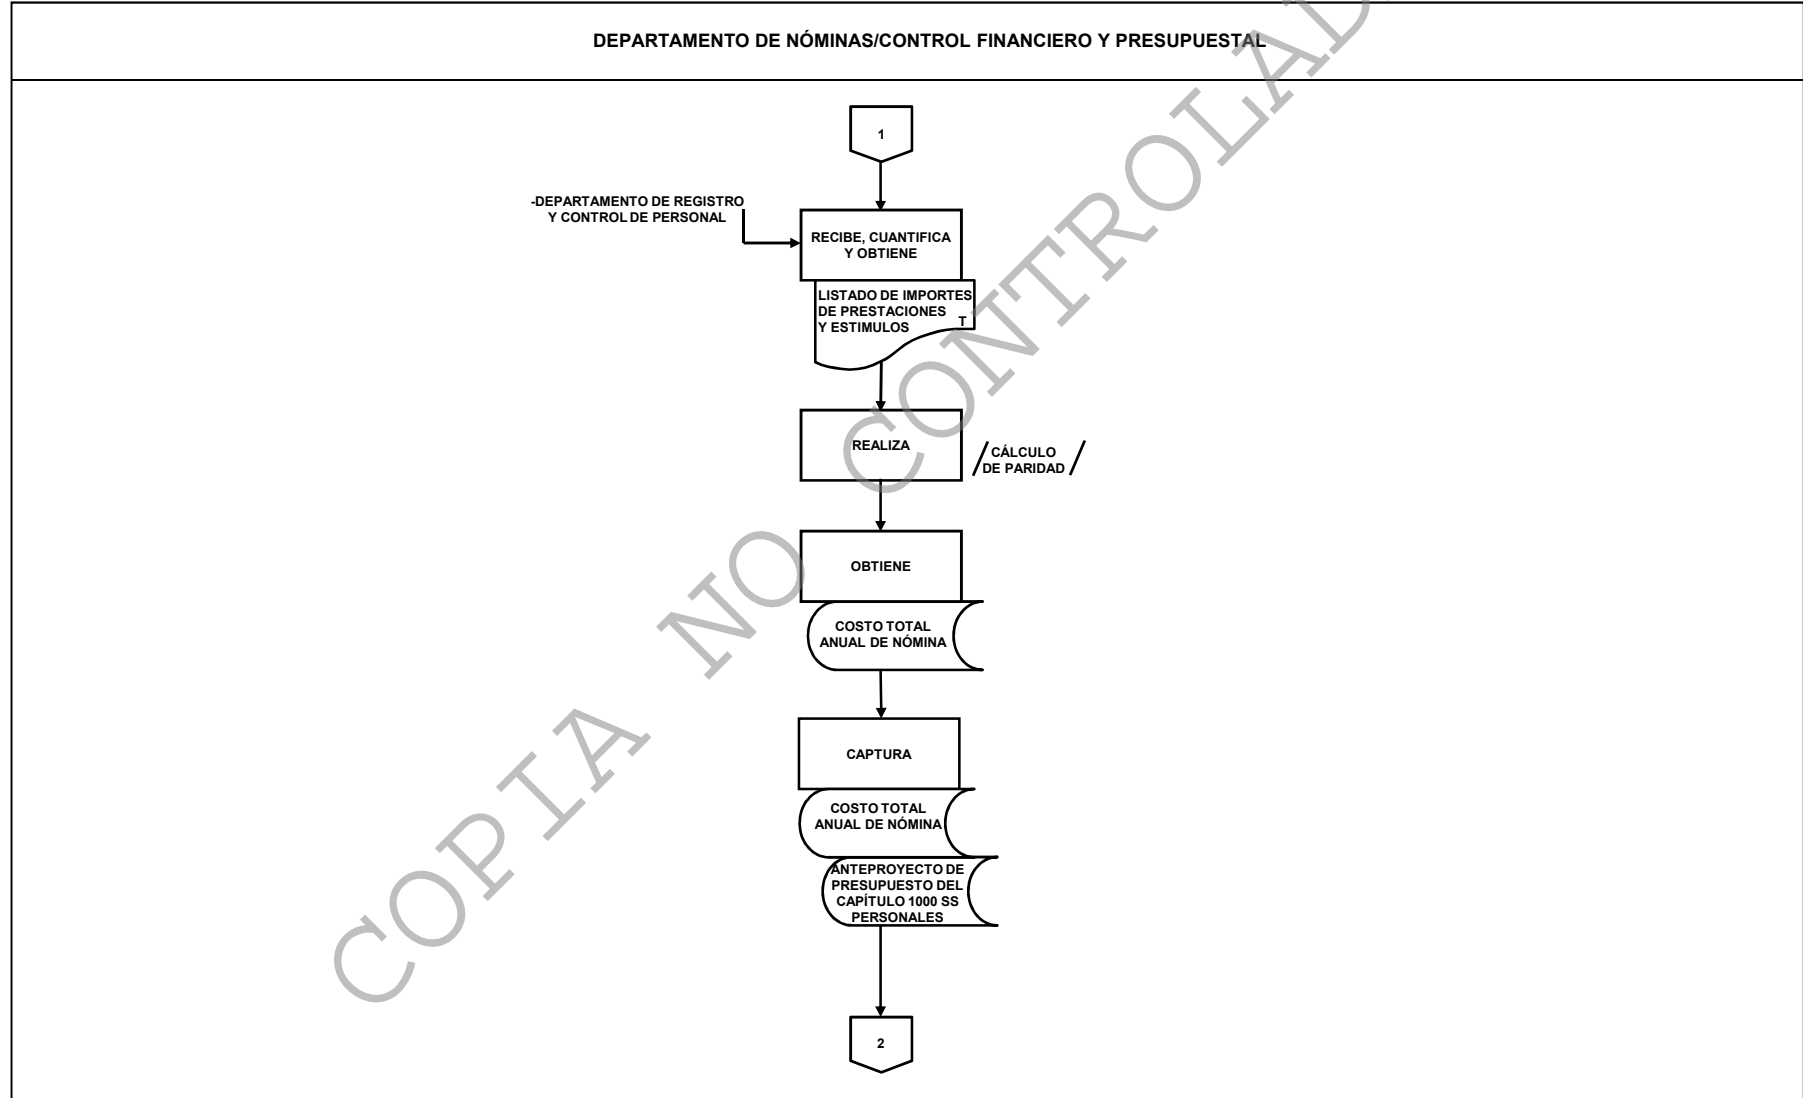 DEPARTAMENTO DE NÓMINAS/CONTROL FINANCIERO Y PRESUPUESTAL
1
-DEPARTAMENTO DE REGISTRO
Y CONTROL DE PERSONAL
RECIBE, CUANTIFICA
Y OBTIENE
LISTADO DE IMPORTES
DE PRESTACIONES
Y ESTIMULOS
T
REALIZA
/ CÁLCULO
DE PARIDAD /
OBTIENE
COSTO TOTAL
ANUAL DE NÓMINA
CAPTURA
COSTO TOTAL
ANUAL DE NÓMINA
ANTEPROYECTO DE
PRESUPUESTO DEL
CAPÍTULO 1000 SS
PERSONALES
2
COPIA NO CONTROLAD